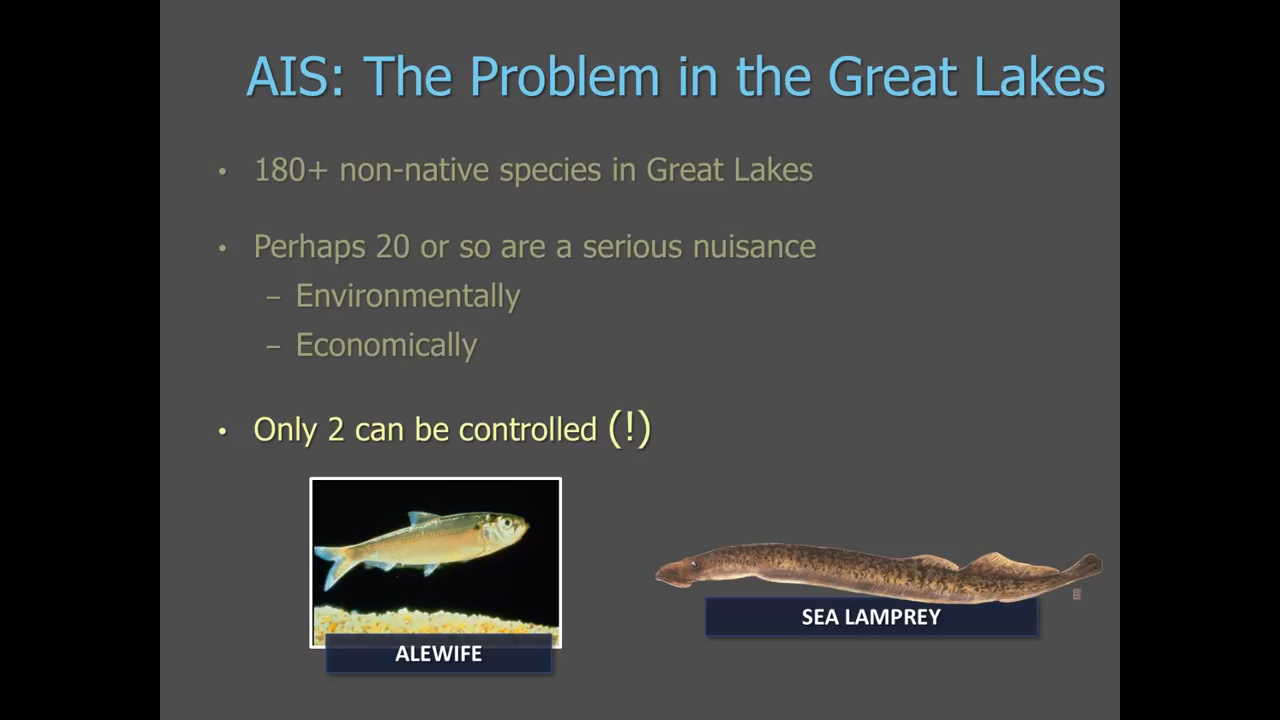 AIS: The Problem in the Great Lakes
• 180+ non-native species in Great Lakes
• Perhaps 20 or so are a serious nuisance
– Environmentally
– Economically
• Only 2 can be controlled (!)
SEA LAMPREY
ALEWIFE